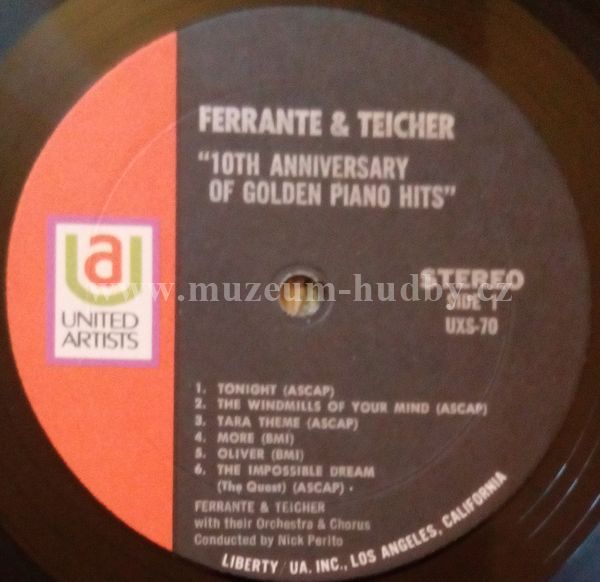 FERRANTE & TEICHER
"10TH ANNIVERSARY
OF GOLDEN PIANO HITS"
ua
UNITED
ARTISTS
www.muzeum-hudby.cz
STEREO
SIDE 1
UXS-70
1. TONIGHT (ASCAP)
2. THE WINDMILLS OF YOUR MIND (ASCAP)
3. TARA THEME (ASCAP)
4. MORE (BMI)
5. OLIVER (BMI)
6. THE IMPOSSIBLE DREAM
(The Quest) (ASCAP) •
FERRANTE & TEICHER
with their Orchestra & Chorus
Conducted by Nick Perito
LIBERTY/UA. INC., LOS ANGELES, CALIFORNIA